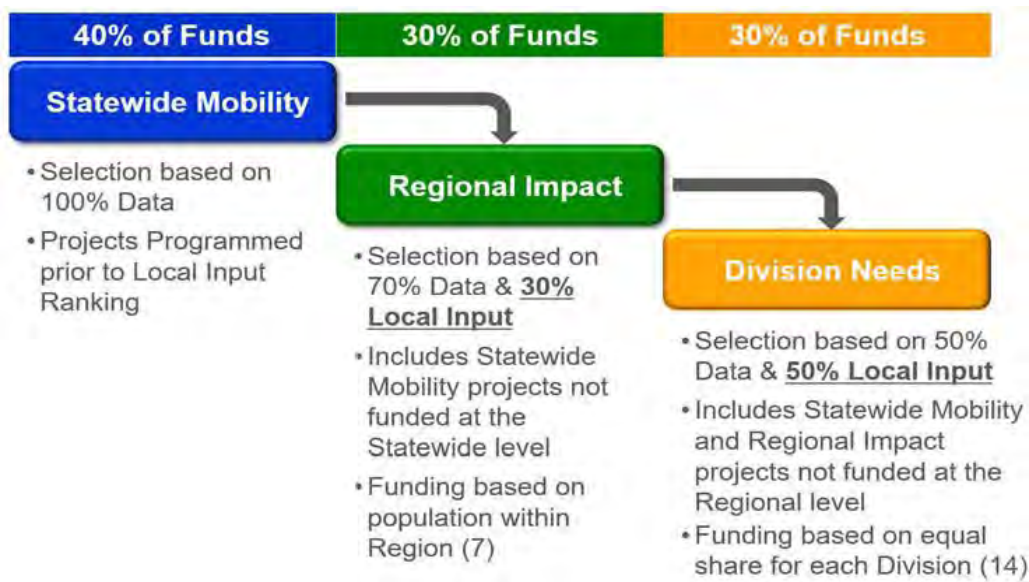 40% of Funds
30% of Funds
30% of Funds
Statewide Mobility
• Selection based on
100% Data
• Projects Programmed
prior to Local Input
Ranking
Regional Impact
• Selection based on
70% Data & 30%
Local Input
• Includes Statewide
Mobility projects not
funded at the
Statewide level
• Funding based on
population within
Region (7)
Division Needs
• Selection based on 50%
Data & 50% Local Input
• Includes Statewide Mobility
and Regional Impact
projects not funded at the
Regional level
• Funding based on equal
share for each Division (14)